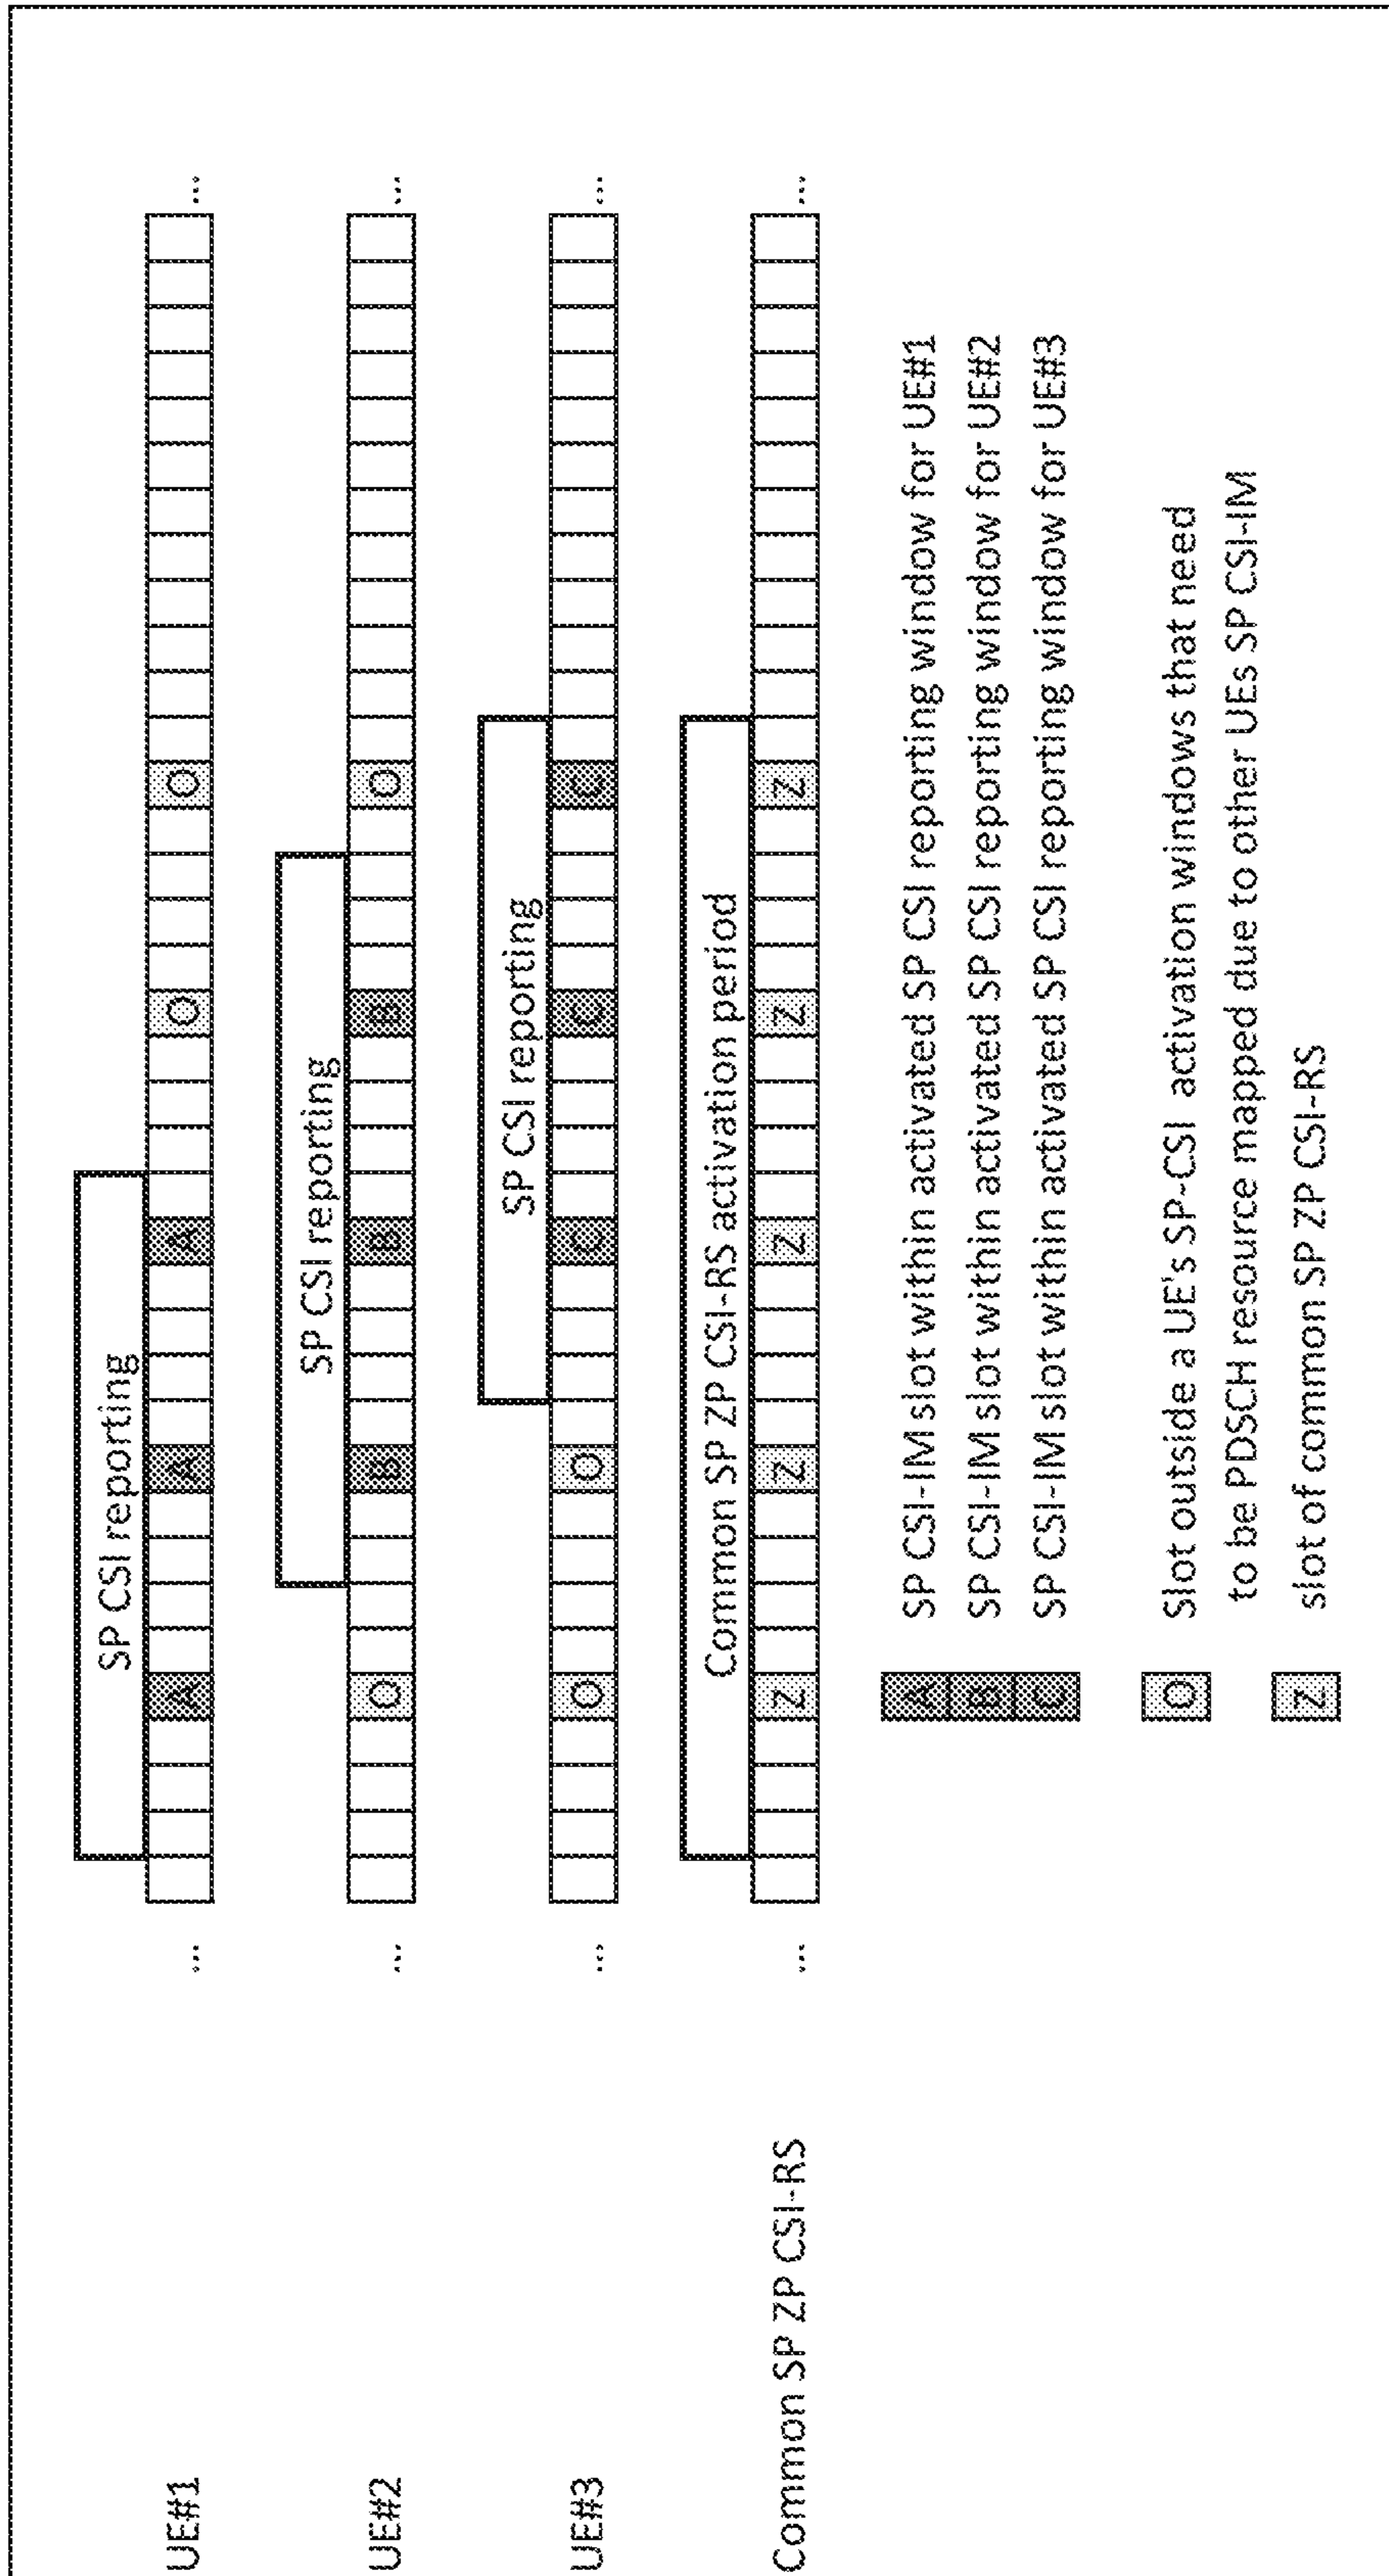 SP CSI reporting
UE#1 ... A A A O O ...
SP CSI reporting
UE#2 ... O B B B O ...
SP CSI reporting
UE#3 ... O O C C C ...
Common SP ZP CSI-RS activation period
Common SP ZP CSI-RS ... Z Z Z Z Z ...
A SP CSI-IM slot within activated SP CSI reporting window for UE#1
B SP CSI-IM slot within activated SP CSI reporting window for UE#2
C SP CSI-IM slot within activated SP CSI reporting window for UE#3
O Slot outside a UE's SP-CSI activation windows that need
to be PDSCH resource mapped due to other UEs SP CSI-IM
Z slot of common SP ZP CSI-RS